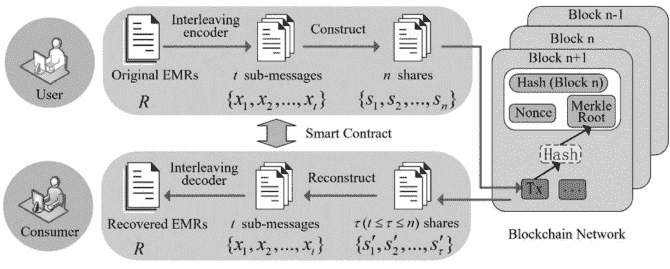 Interleaving
encoder
Construct
Original EMRs
t sub-messages
n shares
R
{x₁, x₂, ..., xₜ}
{s₁, s₂, ..., sₙ}
User
Smart Contract
Interleaving
decoder
Reconstruct
Recovered EMRs
t sub-messages
τ (t ≤ τ ≤ n) shares
R
{x₁, x₂, ..., xₜ}
{s′₁, s′₂, ..., s′τ}
Consumer
Block n-1
Block n
Block n+1
Hash (Block n)
Nonce
Merkle
Root
Hash
Tx
...
Blockchain Network